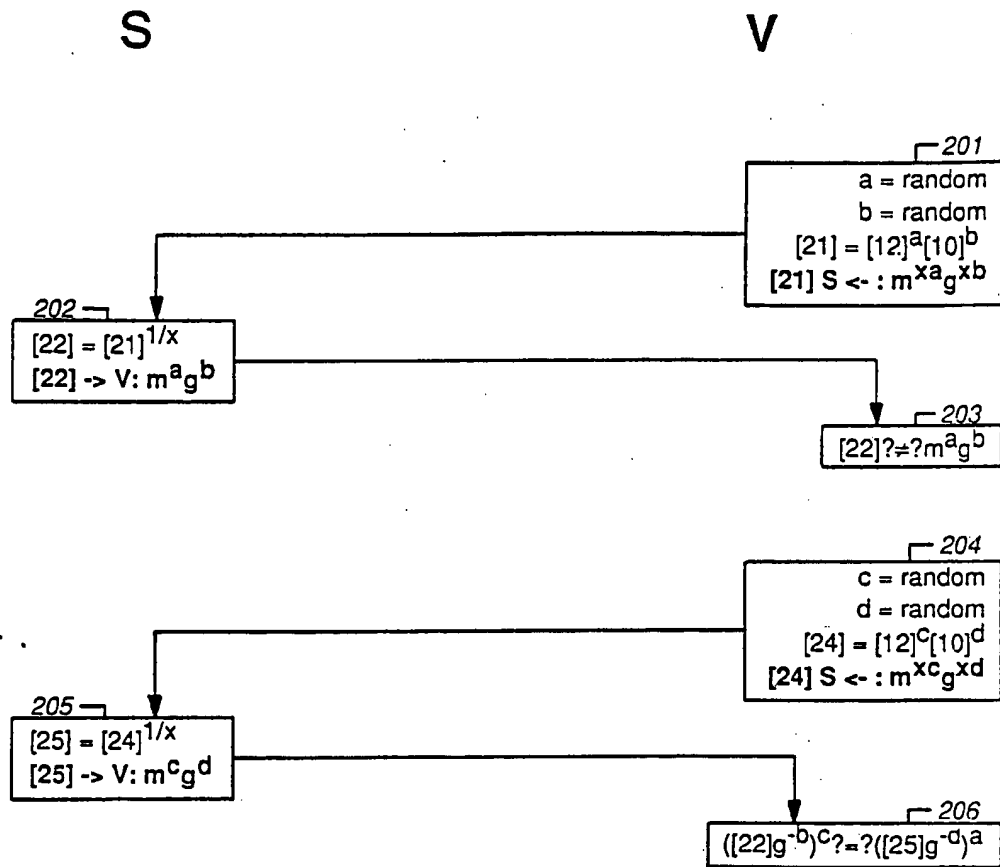 S
V
201
a = random
b = random
[21] = [12]^a[10]^b
[21] S <- : m^xa g^xb
202
[22] = [21]^1/x
[22] -> V: m^a g^b
203
[22]?≠?m^a g^b
204
c = random
d = random
[24] = [12]^c[10]^d
[24] S <- : m^xc g^xd
205
[25] = [24]^1/x
[25] -> V: m^c g^d
206
([22]g^-b)^c?=?([25]g^-d)^a